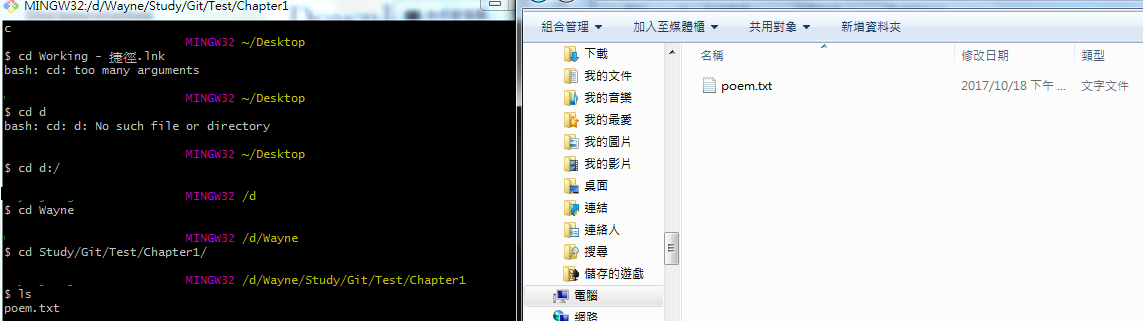 MINGW32:/d/Wayne/Study/Git/Test/Chapter1
c
MINGW32 ~/Desktop
$ cd Working - 捷徑.lnk
bash: cd: too many arguments
MINGW32 ~/Desktop
$ cd d
bash: cd: d: No such file or directory
MINGW32 ~/Desktop
$ cd d:/
MINGW32 /d
$ cd Wayne
MINGW32 /d/Wayne
$ cd Study/Git/Test/Chapter1/
MINGW32 /d/Wayne/Study/Git/Test/Chapter1
$ ls
poem.txt
組合管理 加入至媒體櫃 共用對象 新增資料夾
下載
我的文件
我的音樂
我的最愛
我的圖片
我的影片
桌面
連結
連絡人
搜尋
儲存的遊戲
電腦
網路
名稱 修改日期 類型
poem.txt 2017/10/18 下午 ... 文字文件